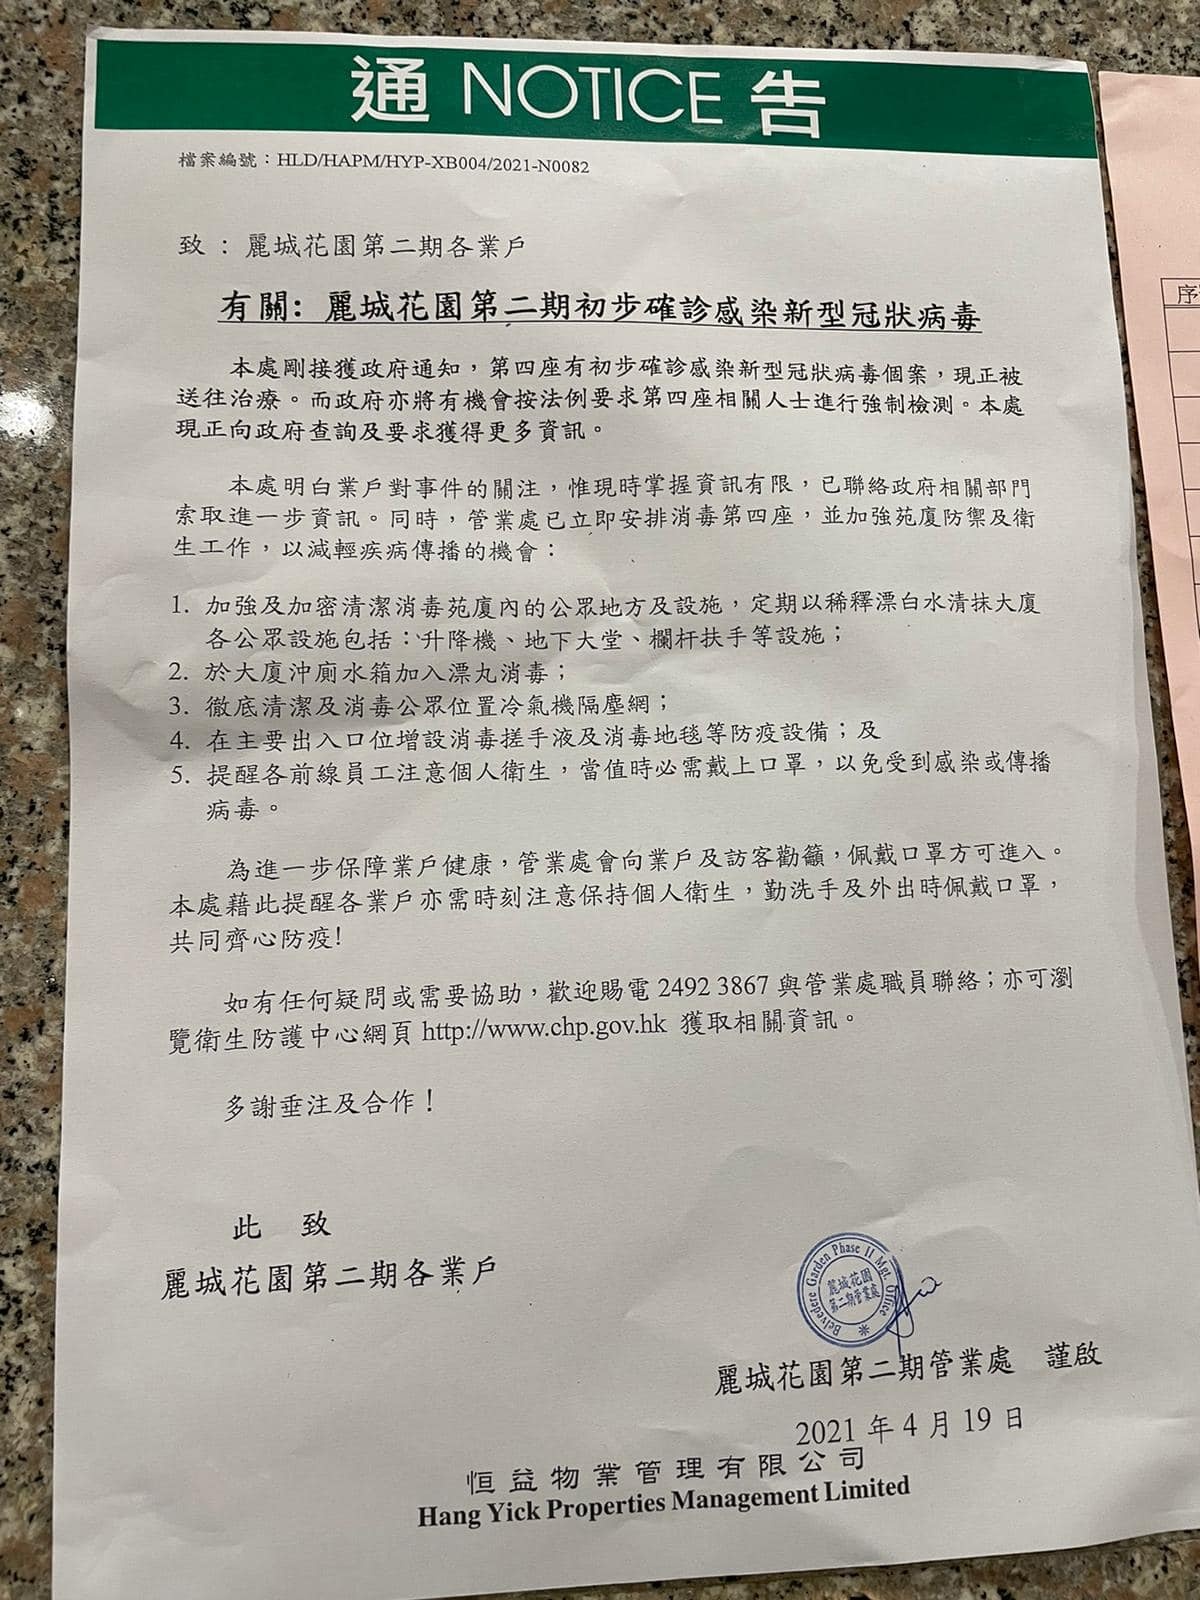 通 NOTICE 告
檔案編號：HLD/HAPM/HYP-XB004/2021-N0082
致 : 麗城花園第二期各業戶
有關: 麗城花園第二期初步確診感染新型冠狀病毒
本處剛接獲政府通知，第四座有初步確診感染新型冠狀病毒個案，現正被
送往治療。而政府亦將有機會按法例要求第四座相關人士進行強制檢測。本處
現正向政府查詢及要求獲得更多資訊。
本處明白業戶對事件的關注，惟現時掌握資訊有限，已聯絡政府相關部門
索取進一步資訊。同時，管業處已立即安排消毒第四座，並加強苑廈防禦及衛
生工作，以減輕疾病傳播的機會：
1. 加強及加密清潔消毒苑廈內的公眾地方及設施，定期以稀釋漂白水清抹大廈
各公眾設施包括：升降機、地下大堂、欄杆扶手等設施；
2. 於大廈沖廁水箱加入漂丸消毒；
3. 徹底清潔及消毒公眾位置冷氣機隔塵網；
4. 在主要出入口位增設消毒搓手液及消毒地毯等防疫設備；及
5. 提醒各前線員工注意個人衛生，當值時必需戴上口罩，以免受到感染或傳播
病毒。
為進一步保障業戶健康，管業處會向業戶及訪客勸籲，佩戴口罩方可進入。
本處藉此提醒各業戶亦需時刻注意保持個人衛生，勤洗手及外出時佩戴口罩，
共同齊心防疫!
如有任何疑問或需要協助，歡迎賜電 2492 3867 與管業處職員聯絡；亦可瀏
覽衛生防護中心網頁 http://www.chp.gov.hk 獲取相關資訊。
多謝垂注及合作！
此 致
麗城花園第二期各業戶
Belvedere Garden Phase II Mgt. Office
麗城花園
第二期管業處
麗城花園第二期管業處 謹啟
2021 年 4 月 19 日
恒益物業管理有限公司
Hang Yick Properties Management Limited
序